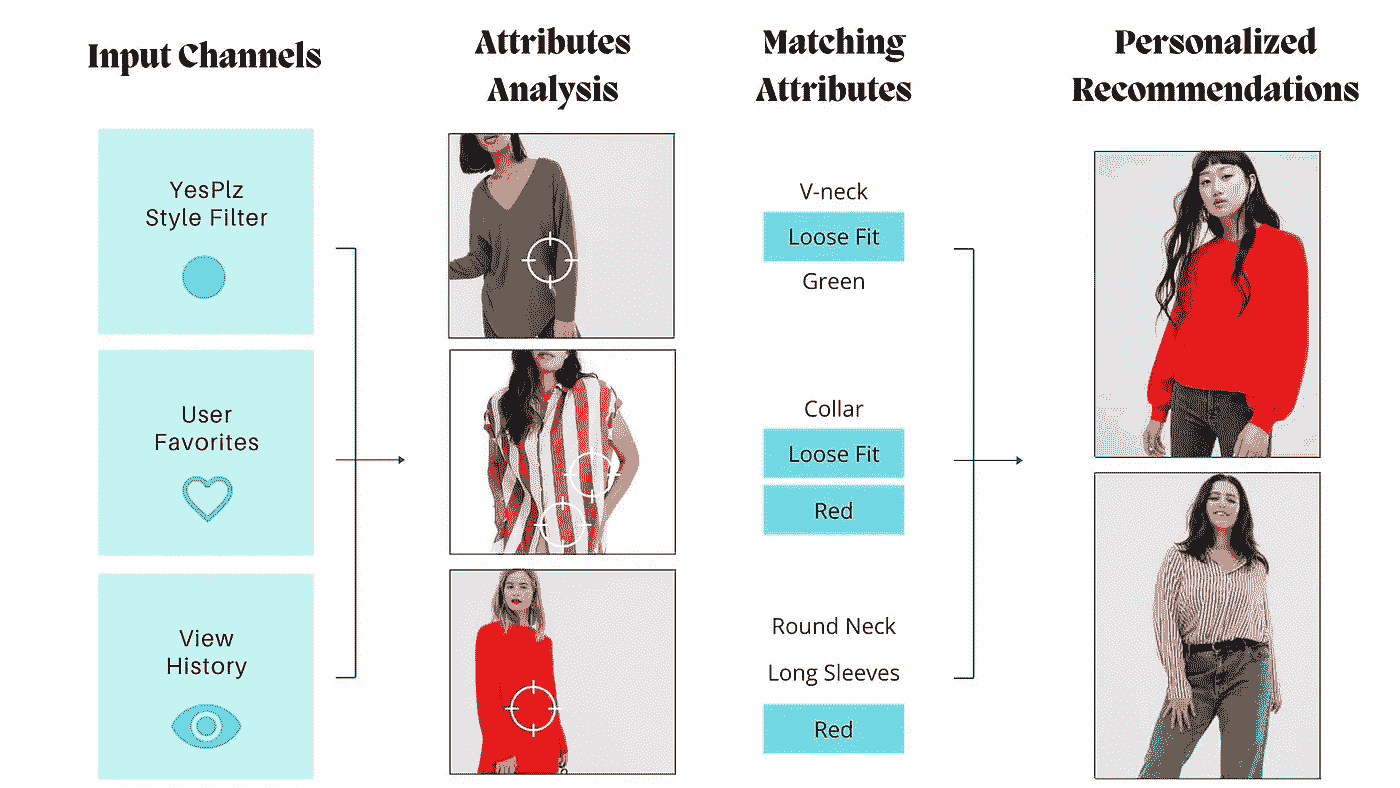 Input Channels
Attributes
Analysis
Matching
Attributes
Personalized
Recommendations
YesPlz
Style Filter
User
Favorites
View
History
V-neck
Loose Fit
Green
Collar
Loose Fit
Red
Round Neck
Long Sleeves
Red